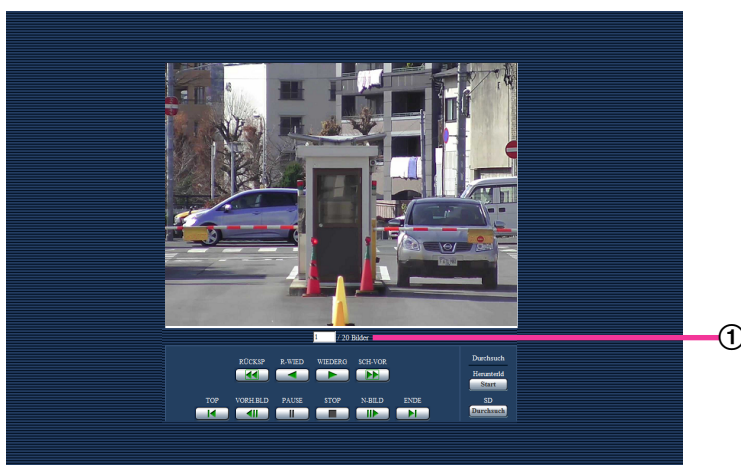 1 / 20 Bilder
①
RÜCKSP R-WIED WIEDERG SCH-VOR
TOP VORH.BLD PAUSE STOP N-BILD ENDE
Durchsuch
Herunterld
Start
SD
Durchsuch